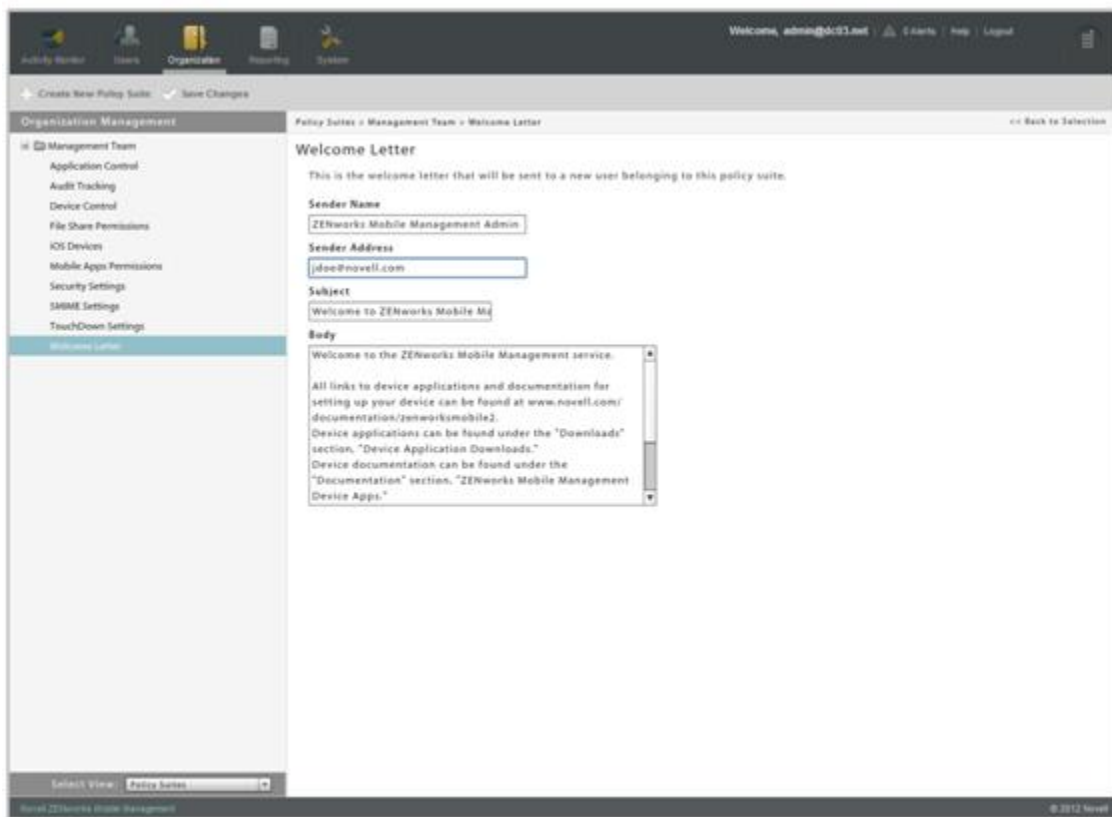 Welcome, admin@dc03.net | 0 Alerts | Help | Logout
Activity Monitor
Users
Organization
Reporting
System
Create New Policy Suite
Save Changes
Organization Management
Management Team
Application Control
Audit Tracking
Device Control
File Share Permissions
iOS Devices
Mobile Apps Permissions
Security Settings
SMIME Settings
TouchDown Settings
Welcome Letter
Policy Suites > Management Team > Welcome Letter
<< Back to Selection
Welcome Letter
This is the welcome letter that will be sent to a new user belonging to this policy suite.
Sender Name
ZENworks Mobile Management Admin
Sender Address
jdoe@novell.com
Subject
Welcome to ZENworks Mobile Ma
Body
Welcome to the ZENworks Mobile Management service.
All links to device applications and documentation for
setting up your device can be found at www.novell.com/
documentation/zenworksmobile2.
Device applications can be found under the "Downloads"
section, "Device Application Downloads."
Device documentation can be found under the
"Documentation" section, "ZENworks Mobile Management
Device Apps."
Select View: Policy Suites
Novell ZENworks Mobile Management
© 2012 Novell